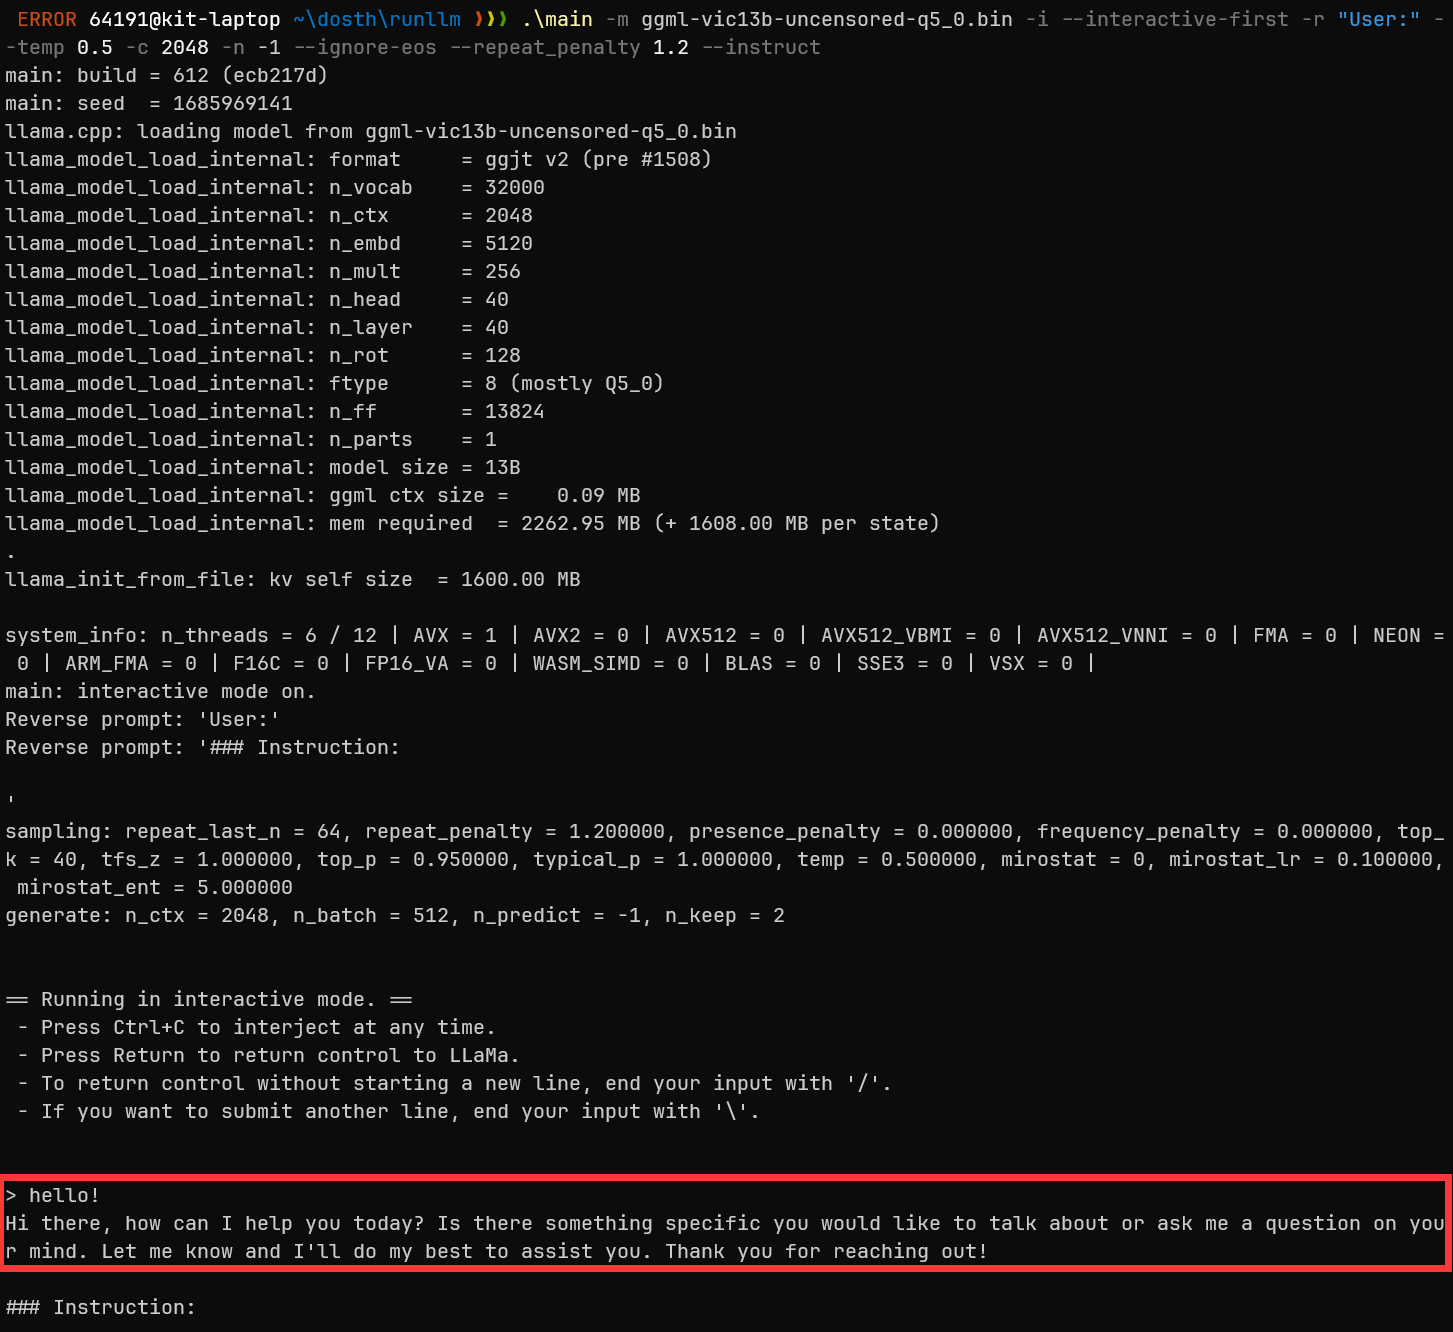 ERROR 64191@kit-laptop ~\dosth\runllm ❯❯❯ .\main -m ggml-vic13b-uncensored-q5_0.bin -i --interactive-first -r "User:" -
-temp 0.5 -c 2048 -n -1 --ignore-eos --repeat_penalty 1.2 --instruct
main: build = 612 (ecb217d)
main: seed  = 1685969141
llama.cpp: loading model from ggml-vic13b-uncensored-q5_0.bin
llama_model_load_internal: format     = ggjt v2 (pre #1508)
llama_model_load_internal: n_vocab    = 32000
llama_model_load_internal: n_ctx      = 2048
llama_model_load_internal: n_embd     = 5120
llama_model_load_internal: n_mult     = 256
llama_model_load_internal: n_head     = 40
llama_model_load_internal: n_layer    = 40
llama_model_load_internal: n_rot      = 128
llama_model_load_internal: ftype      = 8 (mostly Q5_0)
llama_model_load_internal: n_ff       = 13824
llama_model_load_internal: n_parts    = 1
llama_model_load_internal: model size = 13B
llama_model_load_internal: ggml ctx size =    0.09 MB
llama_model_load_internal: mem required  = 2262.95 MB (+ 1608.00 MB per state)
.
llama_init_from_file: kv self size  = 1600.00 MB
system_info: n_threads = 6 / 12 | AVX = 1 | AVX2 = 0 | AVX512 = 0 | AVX512_VBMI = 0 | AVX512_VNNI = 0 | FMA = 0 | NEON =
 0 | ARM_FMA = 0 | F16C = 0 | FP16_VA = 0 | WASM_SIMD = 0 | BLAS = 0 | SSE3 = 0 | VSX = 0 |
main: interactive mode on.
Reverse prompt: 'User:'
Reverse prompt: '### Instruction:
'
sampling: repeat_last_n = 64, repeat_penalty = 1.200000, presence_penalty = 0.000000, frequency_penalty = 0.000000, top_
k = 40, tfs_z = 1.000000, top_p = 0.950000, typical_p = 1.000000, temp = 0.500000, mirostat = 0, mirostat_lr = 0.100000,
 mirostat_ent = 5.000000
generate: n_ctx = 2048, n_batch = 512, n_predict = -1, n_keep = 2
== Running in interactive mode. ==
 - Press Ctrl+C to interject at any time.
 - Press Return to return control to LLaMa.
 - To return control without starting a new line, end your input with '/'.
 - If you want to submit another line, end your input with '\'.
> hello!
Hi there, how can I help you today? Is there something specific you would like to talk about or ask me a question on you
r mind. Let me know and I'll do my best to assist you. Thank you for reaching out!
### Instruction: